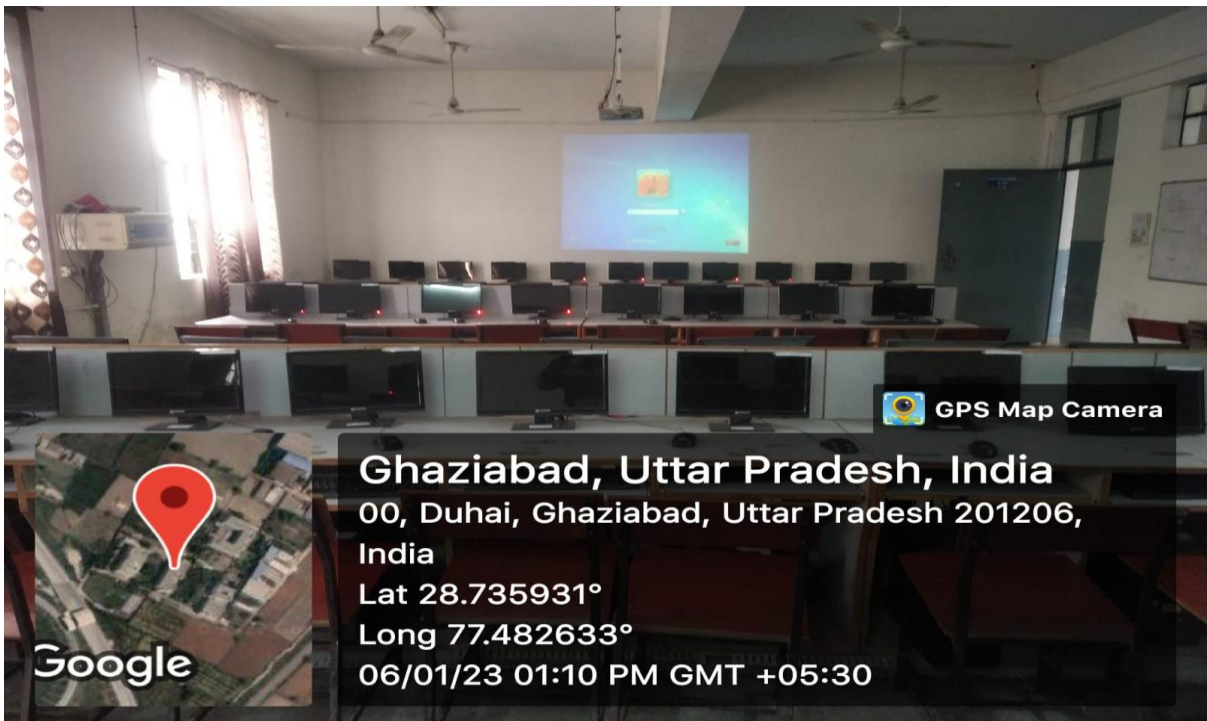 GPS Map Camera
Ghaziabad, Uttar Pradesh, India
00, Duhai, Ghaziabad, Uttar Pradesh 201206,
India
Lat 28.735931°
Long 77.482633°
06/01/23 01:10 PM GMT +05:30
Google